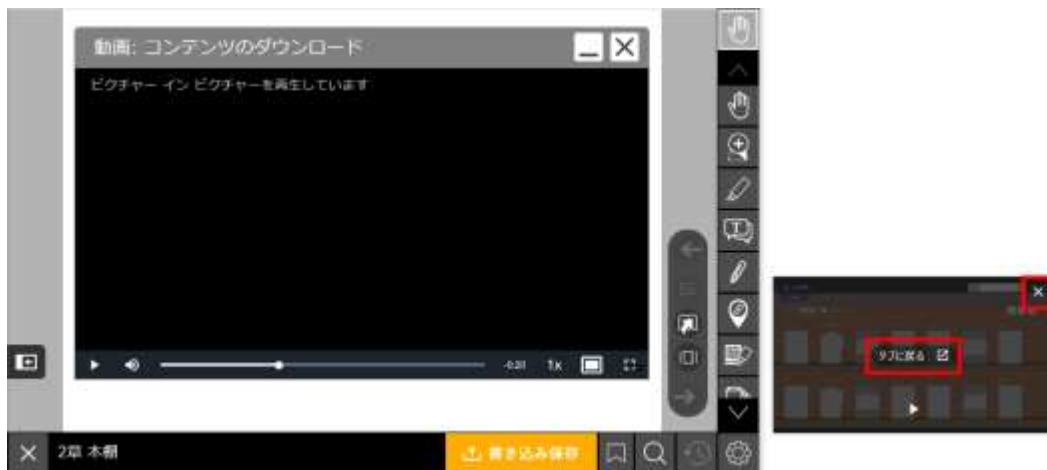 動画: コンテンツのダウンロード
ピクチャー イン ピクチャーを再生しています
-0:31 1x
タブに戻る
2章 本棚
書き込み保存